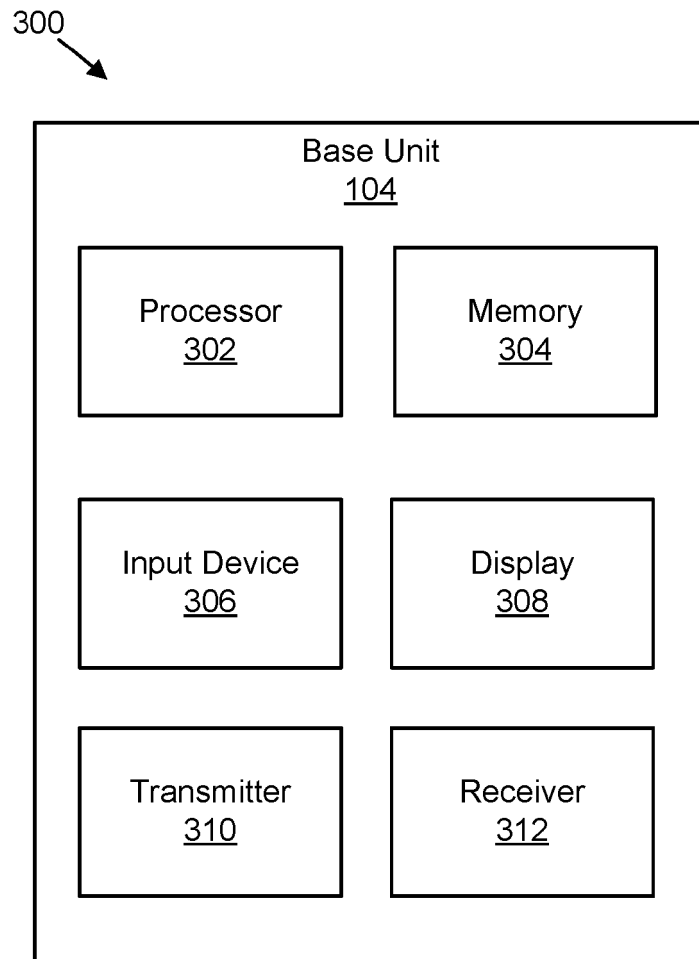 300
Base Unit
104
Processor
302
Memory
304
Input Device
306
Display
308
Transmitter
310
Receiver
312